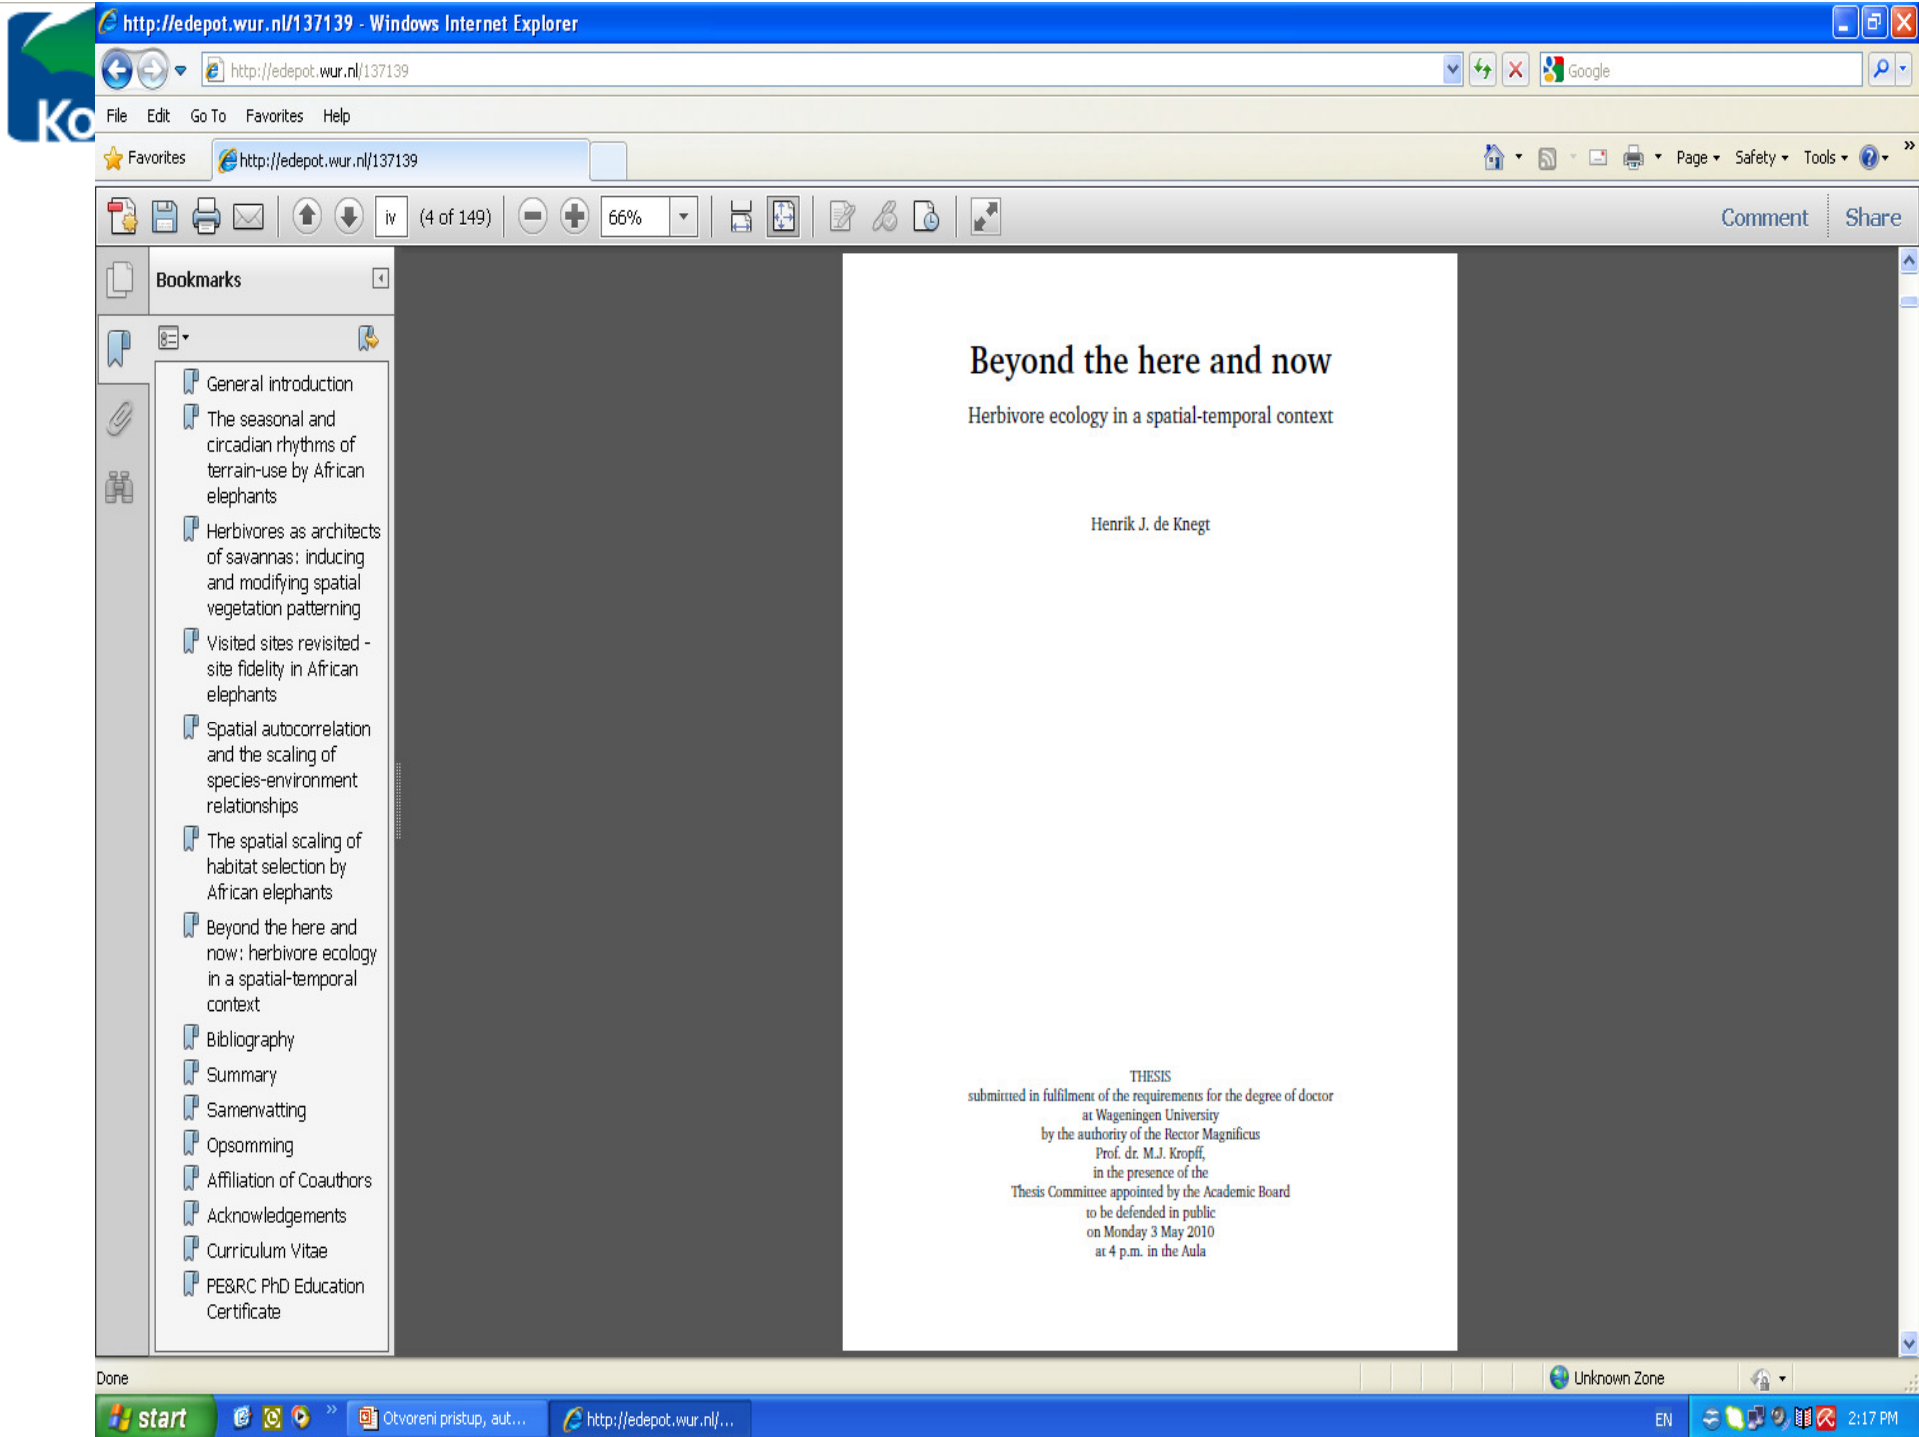 Ko
http://edepot.wur.nl/137139 - Windows Internet Explorer
http://edepot.wur.nl/137139
Google
File Edit Go To Favorites Help
Favorites
http://edepot.wur.nl/137139
Page Safety Tools »
iv (4 of 149) 66% Comment Share
Bookmarks
General introduction
The seasonal and
circadian rhythms of
terrain-use by African
elephants
Herbivores as architects
of savannas: inducing
and modifying spatial
vegetation patterning
Visited sites revisited -
site fidelity in African
elephants
Spatial autocorrelation
and the scaling of
species-environment
relationships
The spatial scaling of
habitat selection by
African elephants
Beyond the here and
now: herbivore ecology
in a spatial-temporal
context
Bibliography
Summary
Samenvatting
Opsomming
Affiliation of Coauthors
Acknowledgements
Curriculum Vitae
PE&RC PhD Education
Certificate
Beyond the here and now
Herbivore ecology in a spatial-temporal context
Henrik J. de Knegt
THESIS
submitted in fulfilment of the requirements for the degree of doctor
at Wageningen University
by the authority of the Rector Magnificus
Prof. dr. M.J. Kropff,
in the presence of the
Thesis Committee appointed by the Academic Board
to be defended in public
on Monday 3 May 2010
at 4 p.m. in the Aula
Done
Unknown Zone
start » Otvoreni pristup, aut... http://edepot.wur.nl/... EN 2:17 PM